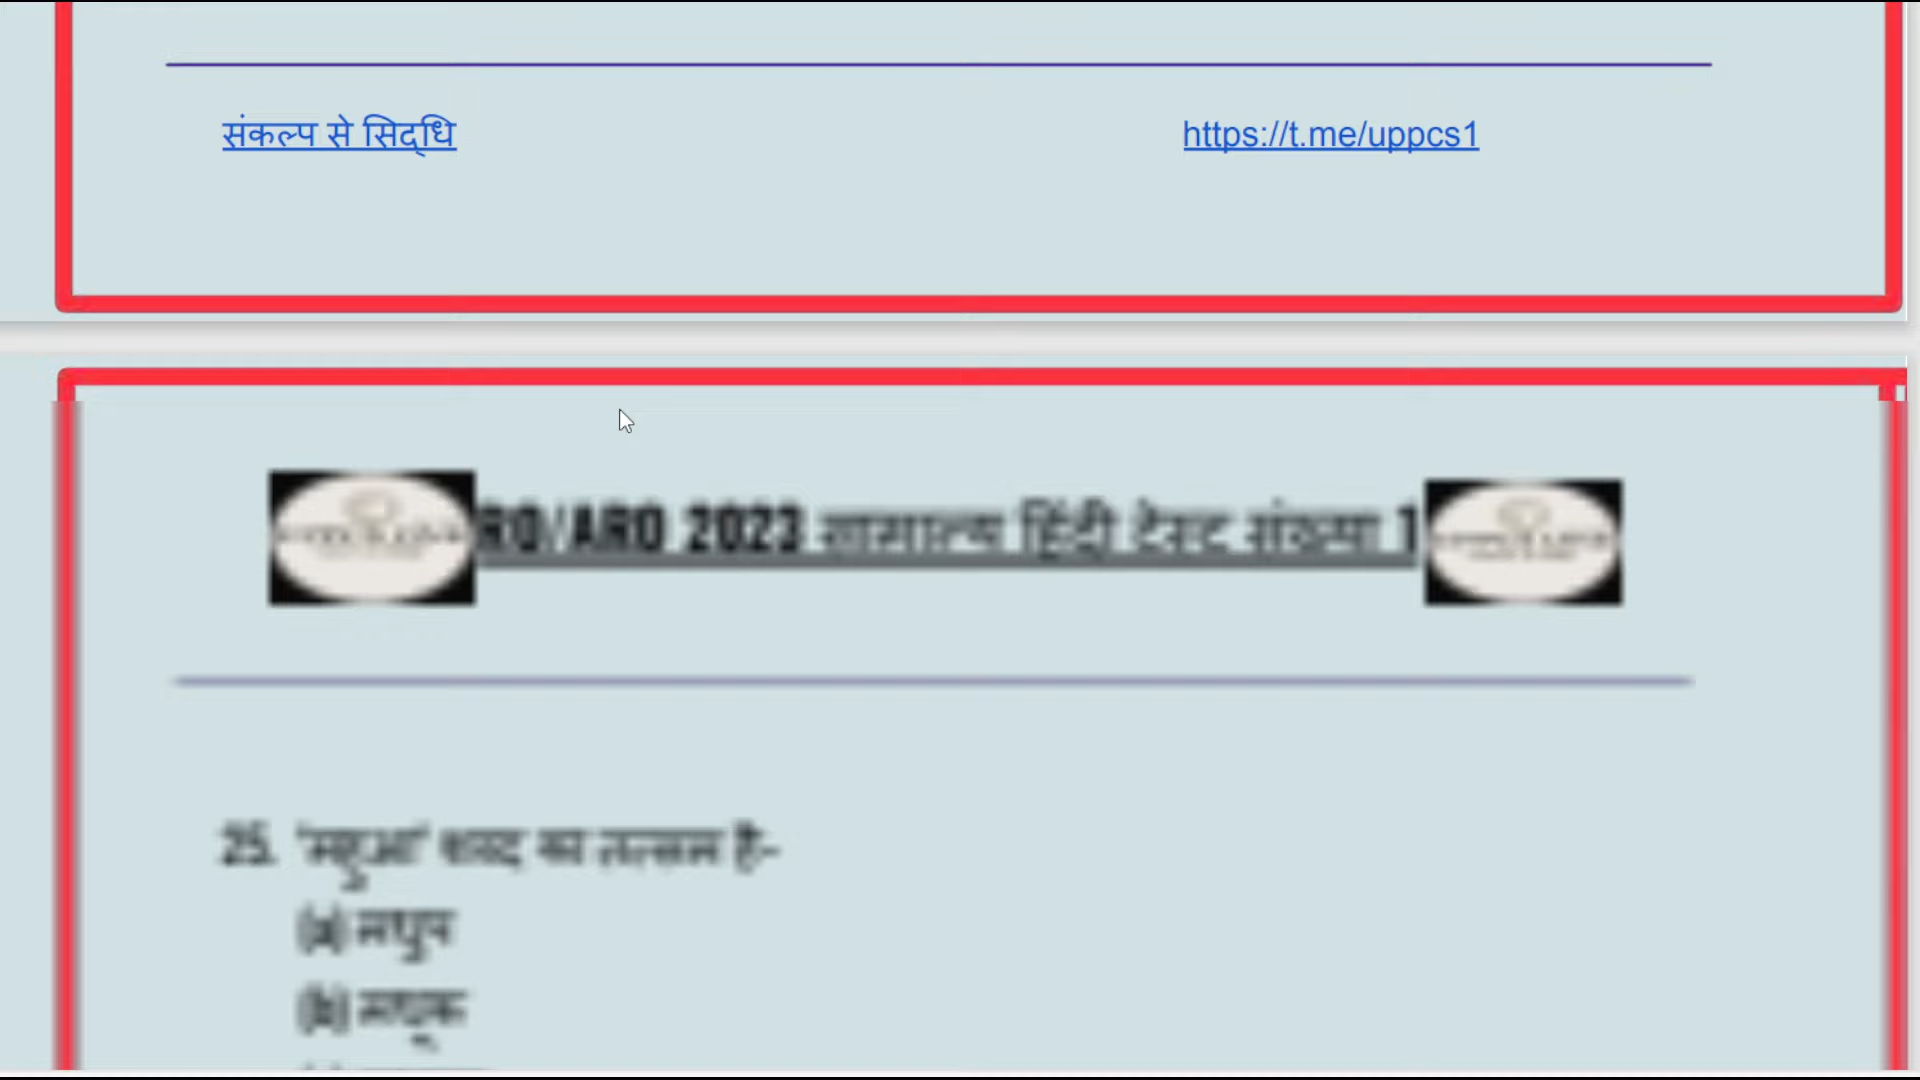 संकल्प से सिद्धि https://t.me/uppcs1
RO/ARO 2023 सामान्य हिंदी टेस्ट संख्या 1
25. 'महुआ' शब्द का तत्सम है-
(a) मधुप
(b) मधूक